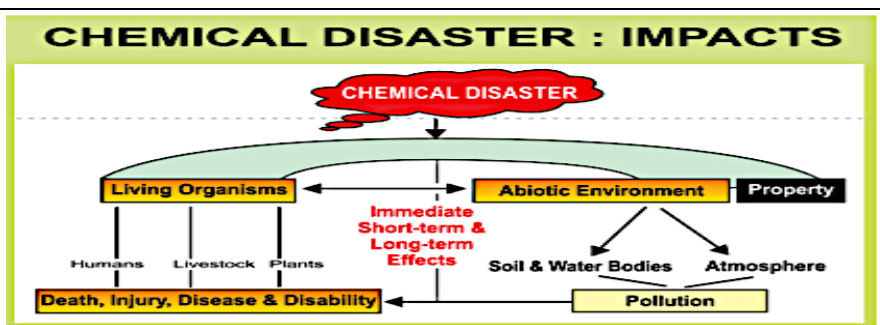 CHEMICAL DISASTER : IMPACTS
CHEMICAL DISASTER
Living Organisms
Abiotic Environment
Property
Immediate
Short-term &
Long-term
Effects
Humans
Livestock
Plants
Soil & Water Bodies
Atmosphere
Death, Injury, Disease & Disability
Pollution